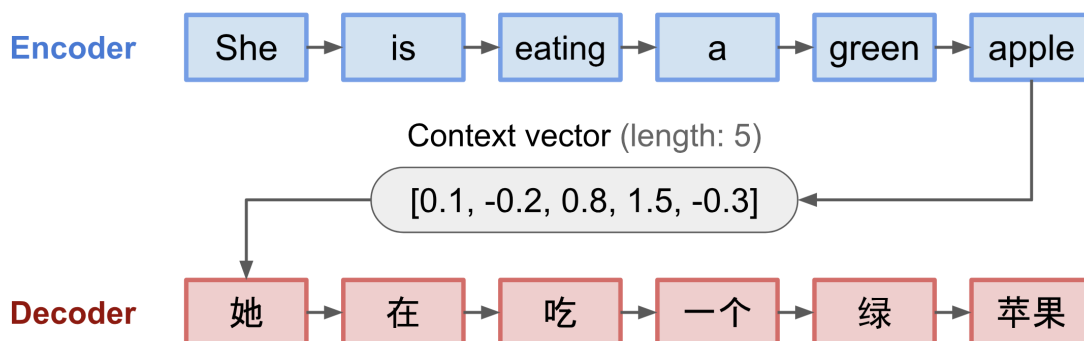 Encoder She is eating a green apple
Context vector (length: 5)
[0.1, -0.2, 0.8, 1.5, -0.3]
Decoder 她 在 吃 一个 绿 苹果